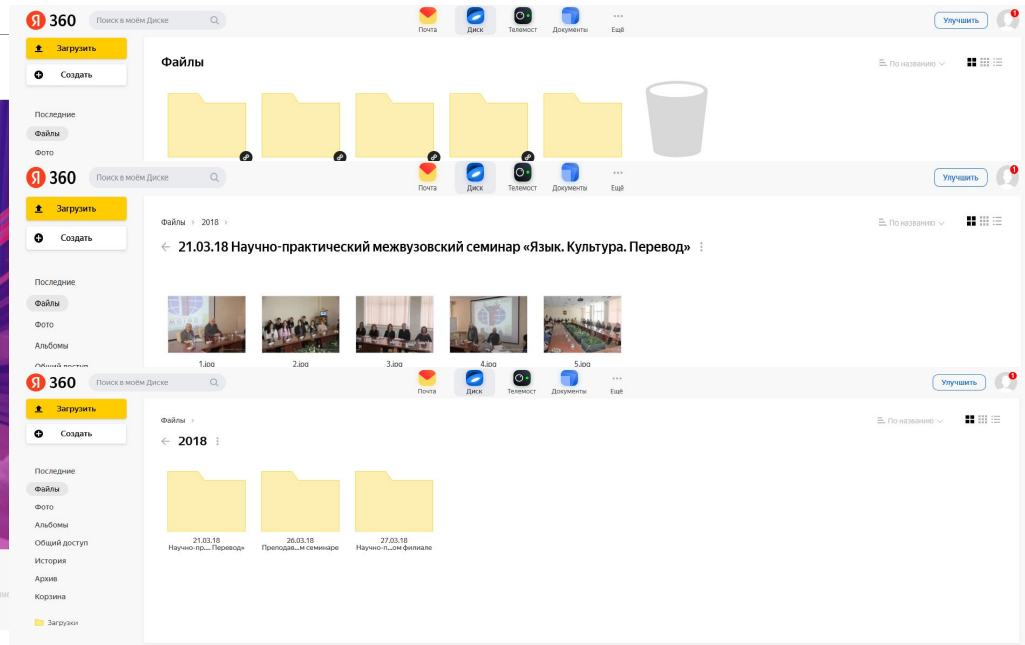 Я 360 Поиск в моём Диске Почта Диск Телемост Документы ··· Ещё Улучшить 1
Загрузить
Создать
Файлы
По названию
Последние
Файлы
Фото
Я 360 Поиск в моём Диске Почта Диск Телемост Документы ··· Ещё Улучшить 1
Загрузить
Создать
Файлы › 2018 ›
По названию
← 21.03.18 Научно-практический межвузовский семинар «Язык. Культура. Перевод»
Последние
Файлы
Фото
Альбомы
Общий доступ
1.jpg 2.jpg 3.jpg 4.jpg 5.jpg
Я 360 Поиск в моём Диске Почта Диск Телемост Документы ··· Ещё Улучшить 1
Загрузить
Создать
Файлы ›
По названию
← 2018
Последние
Файлы
Фото
Альбомы
Общий доступ
История
Архив
Корзина
Загрузки
21.03.18 26.03.18 27.03.18
Научно-пр... Перевод» Преподав...м семинаре Научно-п...ом филиале